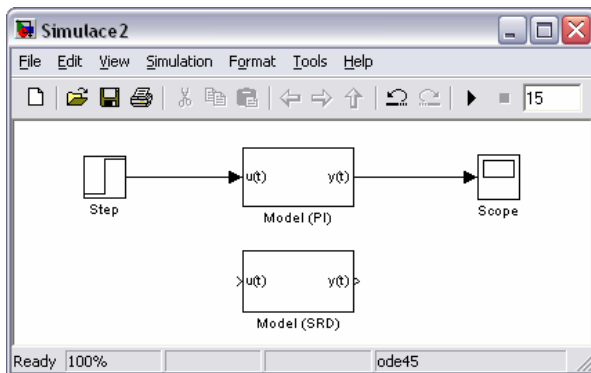 Simulace2
File Edit View Simulation Format Tools Help
15
u(t) y(t)
Step
Model (PI)
Scope
u(t) y(t)
Model (SRD)
Ready 100% ode45